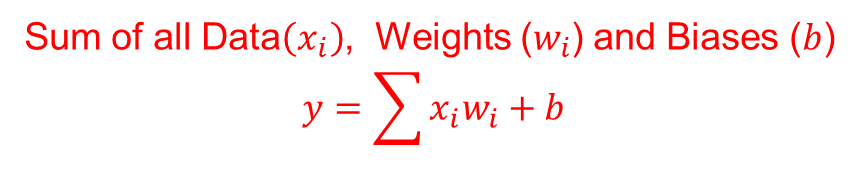 Sum of all Data(xᵢ), Weights (wᵢ) and Biases (b)
y = ∑ xᵢwᵢ + b